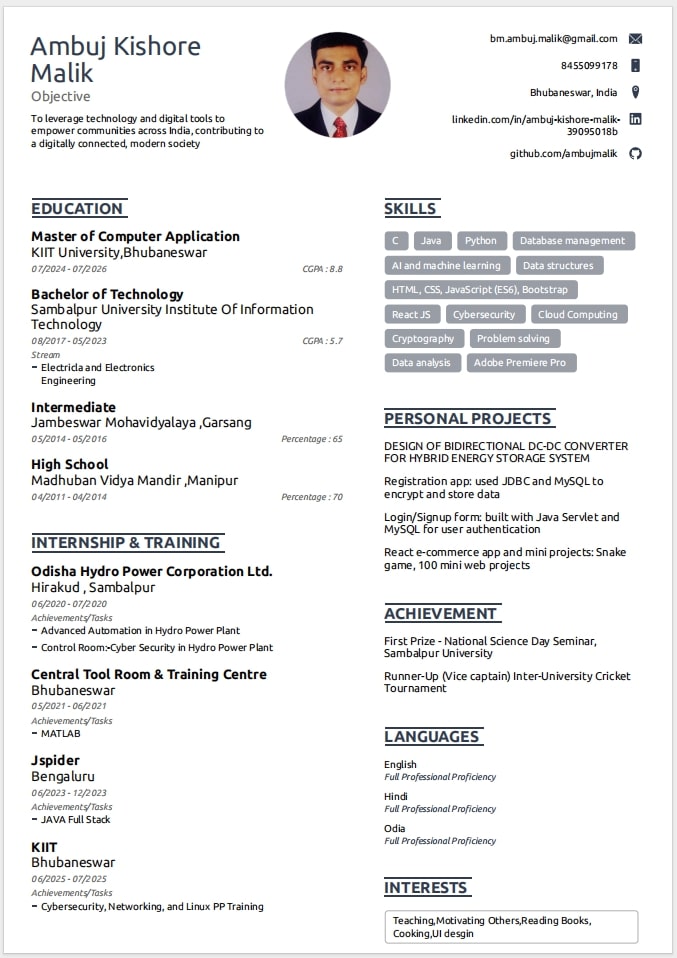 Ambuj Kishore
Malik
Objective
To leverage technology and digital tools to
empower communities across India, contributing to
a digitally connected, modern society
bm.ambuj.malik@gmail.com
8455099178
Bhubaneswar, India
linkedin.com/in/ambuj-kishore-malik-
39095018b
github.com/ambujmalik
EDUCATION
Master of Computer Application
KIIT University,Bhubaneswar
07/2024 - 07/2026 CGPA : 8.8
Bachelor of Technology
Sambalpur University Institute Of Information
Technology
08/2017 - 05/2023 CGPA : 5.7
Stream
- Electricla and Electronics
Engineering
Intermediate
Jambeswar Mohavidyalaya ,Garsang
05/2014 - 05/2016 Percentage : 65
High School
Madhuban Vidya Mandir ,Manipur
04/2011 - 04/2014 Percentage : 70
INTERNSHIP & TRAINING
Odisha Hydro Power Corporation Ltd.
Hirakud , Sambalpur
06/2020 - 07/2020
Achievements/Tasks
- Advanced Automation in Hydro Power Plant
- Control Room:-Cyber Security in Hydro Power Plant
Central Tool Room & Training Centre
Bhubaneswar
05/2021 - 06/2021
Achievements/Tasks
- MATLAB
Jspider
Bengaluru
06/2023 - 12/2023
Achievements/Tasks
- JAVA Full Stack
KIIT
Bhubaneswar
06/2025 - 07/2025
Achievements/Tasks
- Cybersecurity, Networking, and Linux PP Training
SKILLS
C Java Python Database management
AI and machine learning Data structures
HTML, CSS, JavaScript (ES6), Bootstrap
React JS Cybersecurity Cloud Computing
Cryptography Problem solving
Data analysis Adobe Premiere Pro
PERSONAL PROJECTS
DESIGN OF BIDIRECTIONAL DC-DC CONVERTER
FOR HYBRID ENERGY STORAGE SYSTEM
Registration app: used JDBC and MySQL to
encrypt and store data
Login/Signup form: built with Java Servlet and
MySQL for user authentication
React e-commerce app and mini projects: Snake
game, 100 mini web projects
ACHIEVEMENT
First Prize - National Science Day Seminar,
Sambalpur University
Runner-Up (Vice captain) Inter-University Cricket
Tournament
LANGUAGES
English
Full Professional Proficiency
Hindi
Full Professional Proficiency
Odia
Full Professional Proficiency
INTERESTS
Teaching,Motivating Others,Reading Books,
Cooking,UI desgin